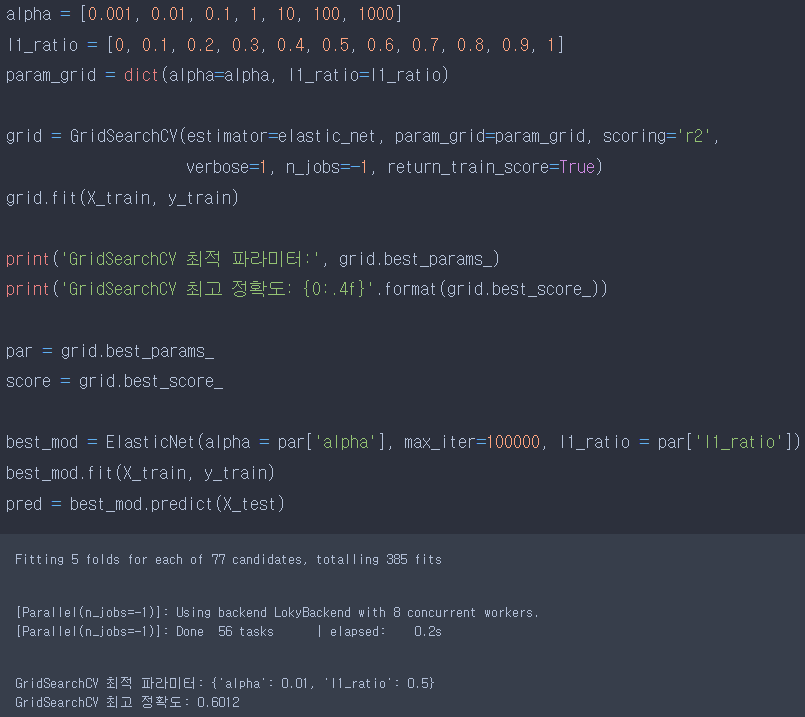 alpha = [0.001, 0.01, 0.1, 1, 10, 100, 1000]
l1_ratio = [0, 0.1, 0.2, 0.3, 0.4, 0.5, 0.6, 0.7, 0.8, 0.9, 1]
param_grid = dict(alpha=alpha, l1_ratio=l1_ratio)
grid = GridSearchCV(estimator=elastic_net, param_grid=param_grid, scoring='r2',
verbose=1, n_jobs=-1, return_train_score=True)
grid.fit(X_train, y_train)
print('GridSearchCV 최적 파라미터:', grid.best_params_)
print('GridSearchCV 최고 정확도: {0:.4f}'.format(grid.best_score_))
par = grid.best_params_
score = grid.best_score_
best_mod = ElasticNet(alpha = par['alpha'], max_iter=100000, l1_ratio = par['l1_ratio'])
best_mod.fit(X_train, y_train)
pred = best_mod.predict(X_test)
Fitting 5 folds for each of 77 candidates, totalling 385 fits
[Parallel(n_jobs=-1)]: Using backend LokyBackend with 8 concurrent workers.
[Parallel(n_jobs=-1)]: Done  56 tasks      | elapsed:    0.2s
GridSearchCV 최적 파라미터: {'alpha': 0.01, 'l1_ratio': 0.5}
GridSearchCV 최고 정확도: 0.6012